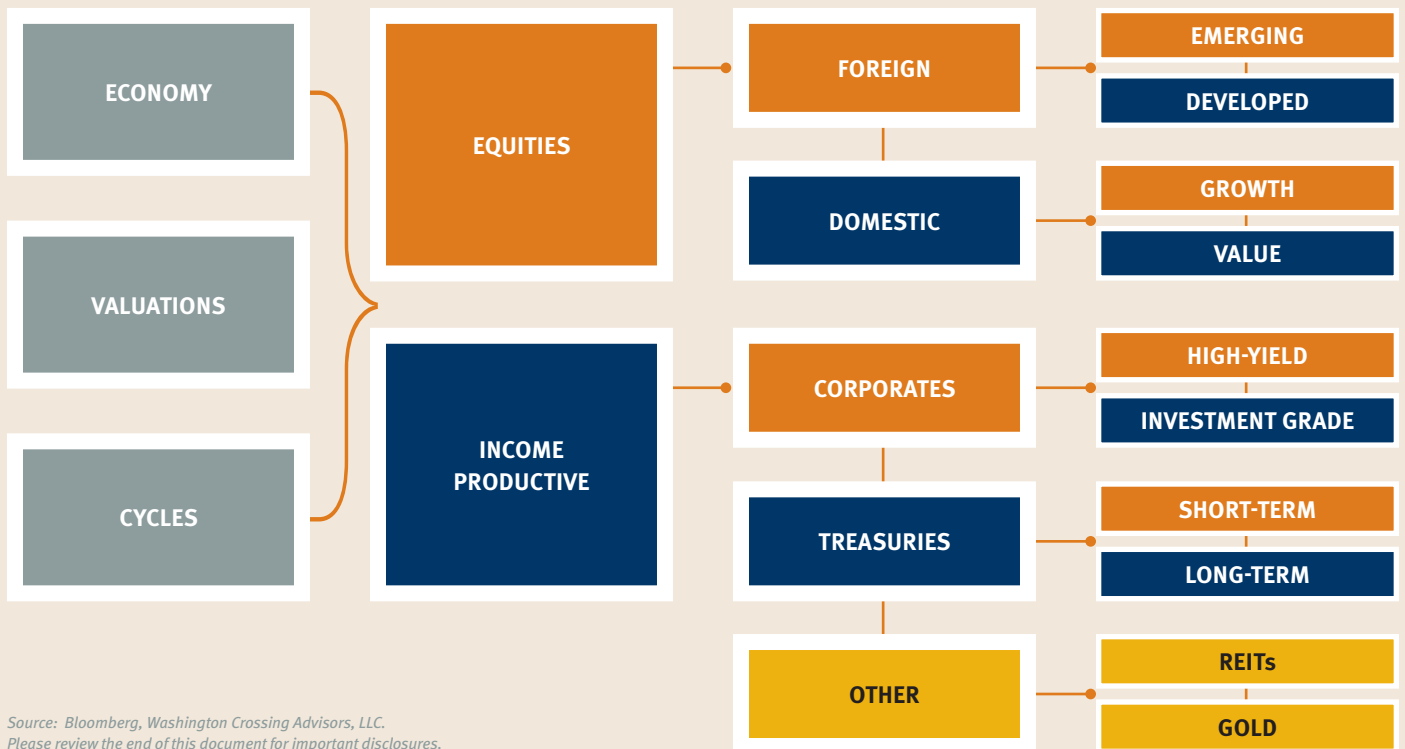 ECONOMY
VALUATIONS
CYCLES
EQUITIES
INCOME
PRODUCTIVE
FOREIGN
DOMESTIC
CORPORATES
TREASURIES
OTHER
EMERGING
DEVELOPED
GROWTH
VALUE
HIGH-YIELD
INVESTMENT GRADE
SHORT-TERM
LONG-TERM
REITs
GOLD
Source: Bloomberg, Washington Crossing Advisors, LLC.
Please review the end of this document for important disclosures.